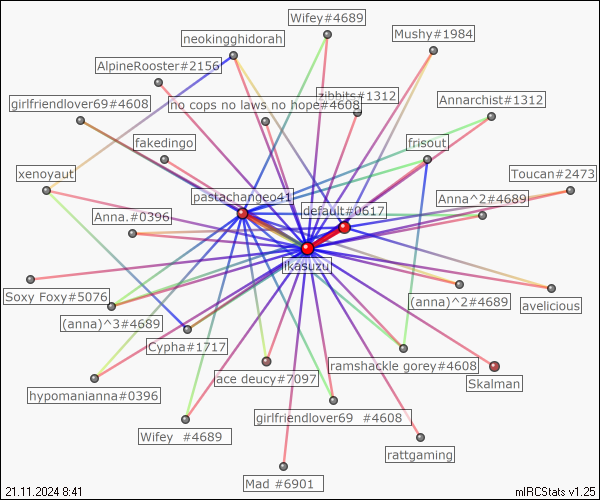 Wifey#4689
neokingghidorah
Mushy#1984
AlpineRooster#2156
zibbits#1312
girlfriendlover69#4608
no cops no laws no hope#4608
Annarchist#1312
fakedingo
frisout
xenoyaut
Toucan#2473
pastachangeo41
Anna^2#4689
default#0617
Anna.#0396
ikasuzu
Soxy Foxy#5076
(anna)^2#4689
avelicious
(anna)^3#4689
Cypha#1717
ramshackle gorey#4608
ace deucy#7097
Skalman
hypomanianna#0396
girlfriendlover69 #4608
Wifey #4689
rattgaming
Mad #6901
21.11.2024 8:41
mIRCStats v1.25